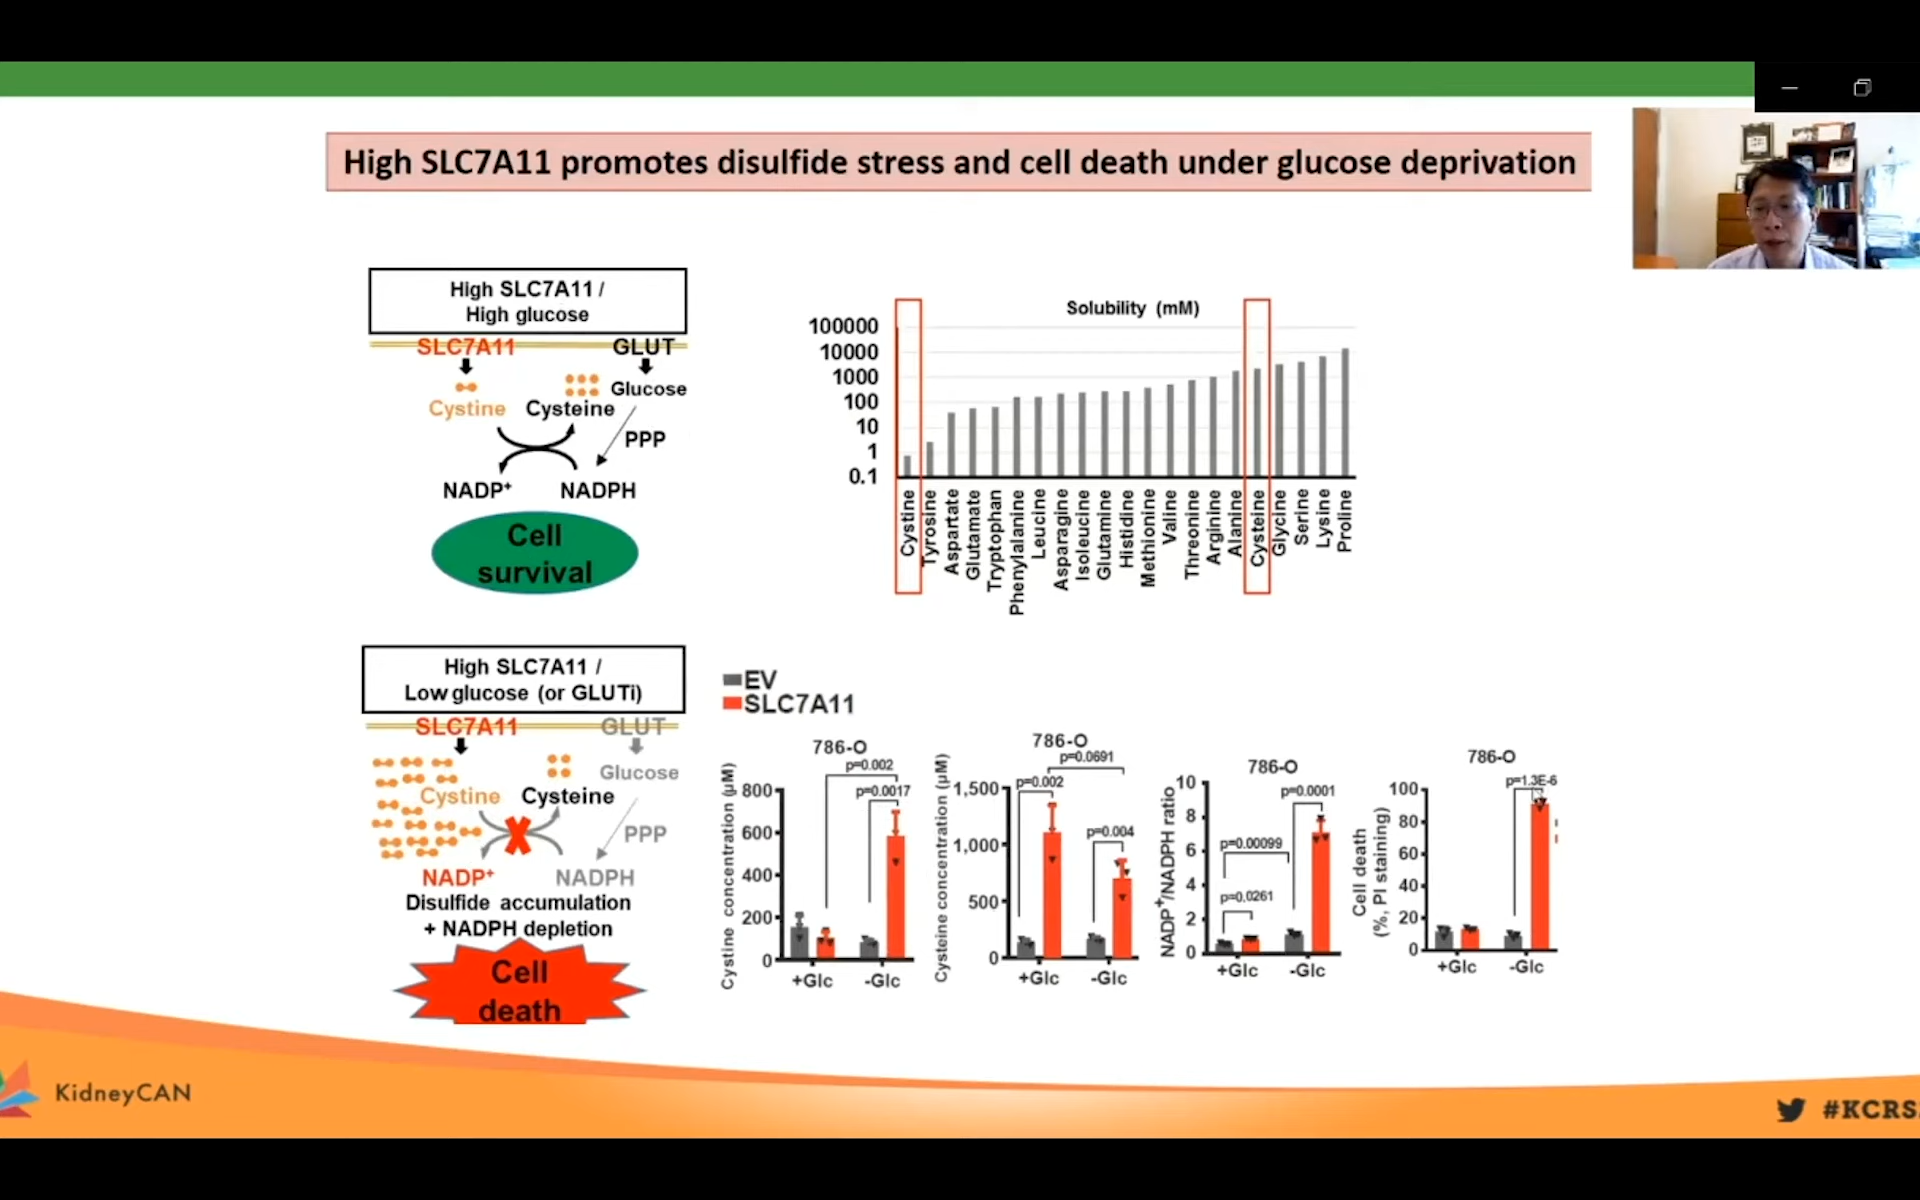 High SLC7A11 promotes disulfide stress and cell death under glucose deprivation
High SLC7A11 /
High glucose
SLC7A11
GLUT
Glucose
Cystine
Cysteine
PPP
NADP+
NADPH
Cell
survival
Solubility (mM)
100000
10000
1000
100
10
1
0.1
Cystine
Tyrosine
Aspartate
Glutamate
Tryptophan
Phenylalanine
Leucine
Asparagine
Isoleucine
Glutamine
Histidine
Methionine
Valine
Threonine
Arginine
Alanine
Cysteine
Glycine
Serine
Lysine
Proline
High SLC7A11 /
Low glucose (or GLUTi)
SLC7A11
GLUT
Glucose
Cystine
Cysteine
PPP
NADP+
NADPH
Disulfide accumulation
+ NADPH depletion
Cell
death
EV
SLC7A11
786-O
p=0.002
p=0.0017
Cystine concentration (μM)
800
600
400
200
0
+Glc
-Glc
786-O
p=0.0691
p=0.002
p=0.004
Cysteine concentration (μM)
1,500
1,000
500
0
+Glc
-Glc
786-O
p=0.0001
p=0.00099
p=0.0261
NADP+/NADPH ratio
10
8
6
4
2
0
+Glc
-Glc
786-O
p=1.3E-6
Cell death
(%, PI staining)
100
80
60
40
20
0
+Glc
-Glc
KidneyCAN
#KCRS